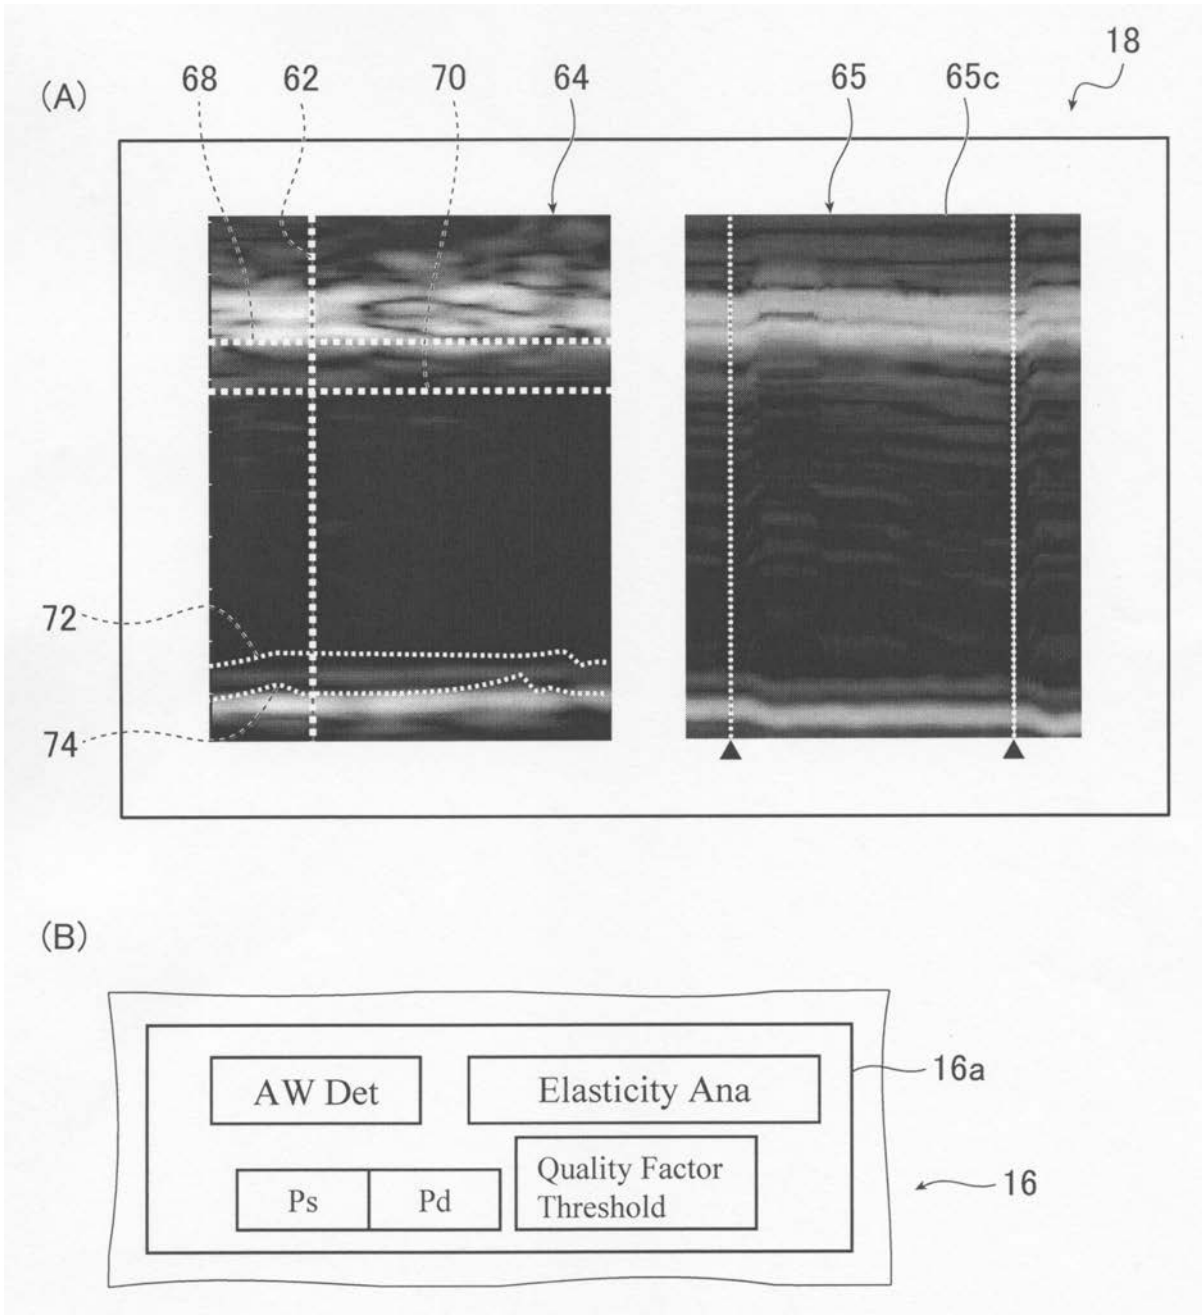 (A)
68 62 70 64 65 65c 18
72
74
(B)
AW Det Elasticity Ana
16a
Ps Pd Quality Factor
Threshold
16